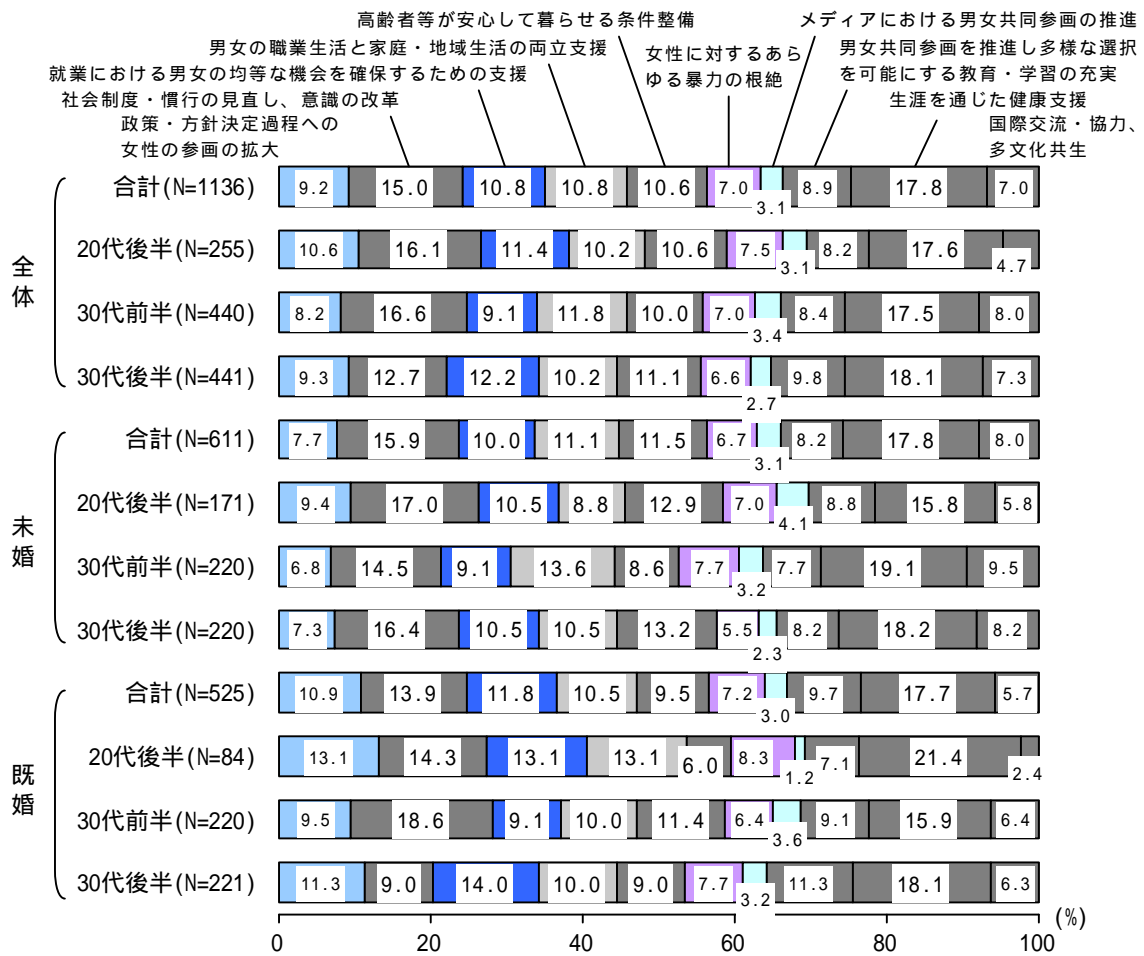 高齢者等が安心して暮らせる条件整備
メディアにおける男女共同参画の推進
男女の職業生活と家庭・地域生活の両立支援
女性に対するあら
ゆる暴力の根絶
男女共同参画を推進し多様な選択
を可能にする教育・学習の充実
就業における男女の均等な機会を確保するための支援
社会制度・慣行の見直し、意識の改革
生涯を通じた健康支援
政策・方針決定過程への
女性の参画の拡大
国際交流・協力、
多文化共生
全体
合計(N=1136) 9.2 15.0 10.8 10.8 10.6 7.0 3.1 8.9 17.8 7.0
20代後半(N=255) 10.6 16.1 11.4 10.2 10.6 7.5 3.1 8.2 17.6 4.7
30代前半(N=440) 8.2 16.6 9.1 11.8 10.0 7.0 3.4 8.4 17.5 8.0
30代後半(N=441) 9.3 12.7 12.2 10.2 11.1 6.6 2.7 9.8 18.1 7.3
未婚
合計(N=611) 7.7 15.9 10.0 11.1 11.5 6.7 3.1 8.2 17.8 8.0
20代後半(N=171) 9.4 17.0 10.5 8.8 12.9 7.0 4.1 8.8 15.8 5.8
30代前半(N=220) 6.8 14.5 9.1 13.6 8.6 7.7 3.2 7.7 19.1 9.5
30代後半(N=220) 7.3 16.4 10.5 10.5 13.2 5.5 2.3 8.2 18.2 8.2
既婚
合計(N=525) 10.9 13.9 11.8 10.5 9.5 7.2 3.0 9.7 17.7 5.7
20代後半(N=84) 13.1 14.3 13.1 13.1 6.0 8.3 1.2 7.1 21.4 2.4
30代前半(N=220) 9.5 18.6 9.1 10.0 11.4 6.4 3.6 9.1 15.9 6.4
30代後半(N=221) 11.3 9.0 14.0 10.0 9.0 7.7 3.2 11.3 18.1 6.3
0 20 40 60 80 100 (%)